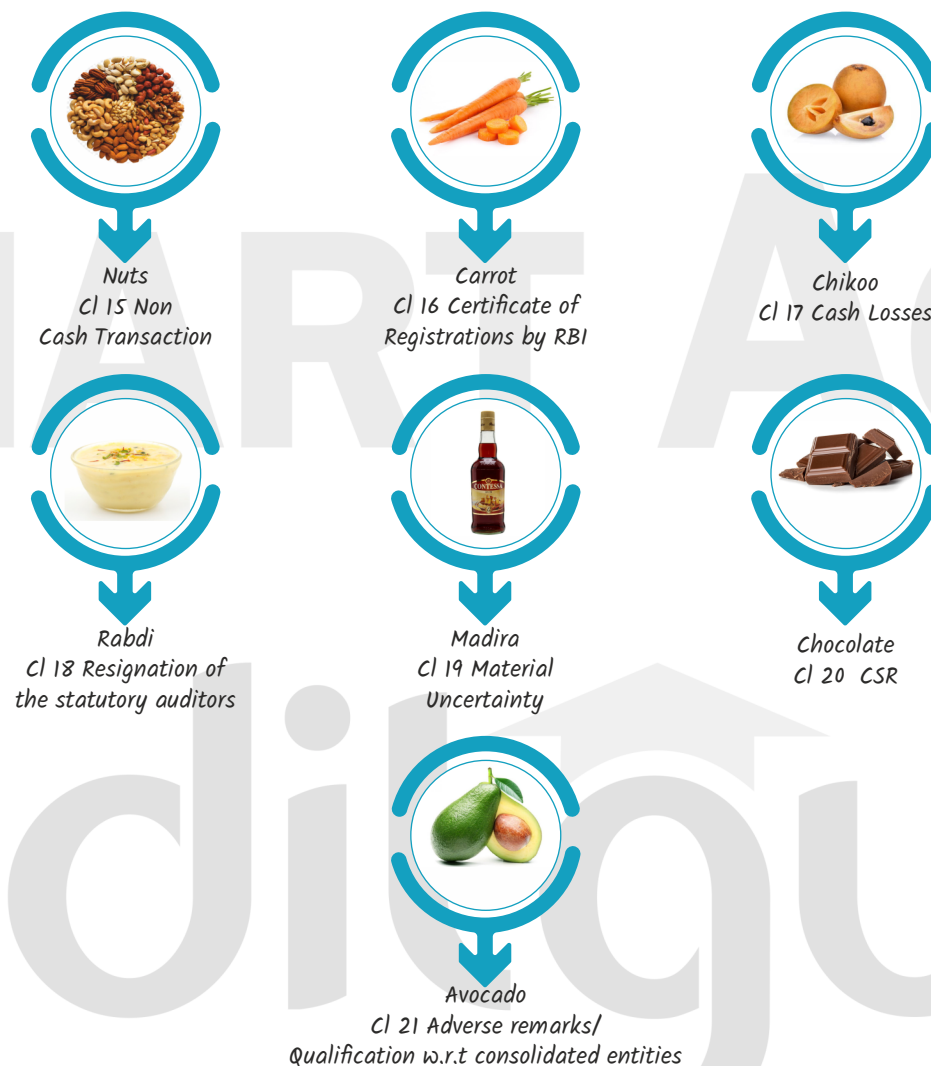 Nuts
Cl 15 Non
Cash Transaction
Carrot
Cl 16 Certificate of
Registrations by RBI
Chikoo
Cl 17 Cash Losses
CONTESSA
Rabdi
Cl 18 Resignation of
the statutory auditors
Madira
Cl 19 Material
Uncertainty
Chocolate
Cl 20 CSR
Avocado
Cl 21 Adverse remarks/
Qualification w.r.t consolidated entities